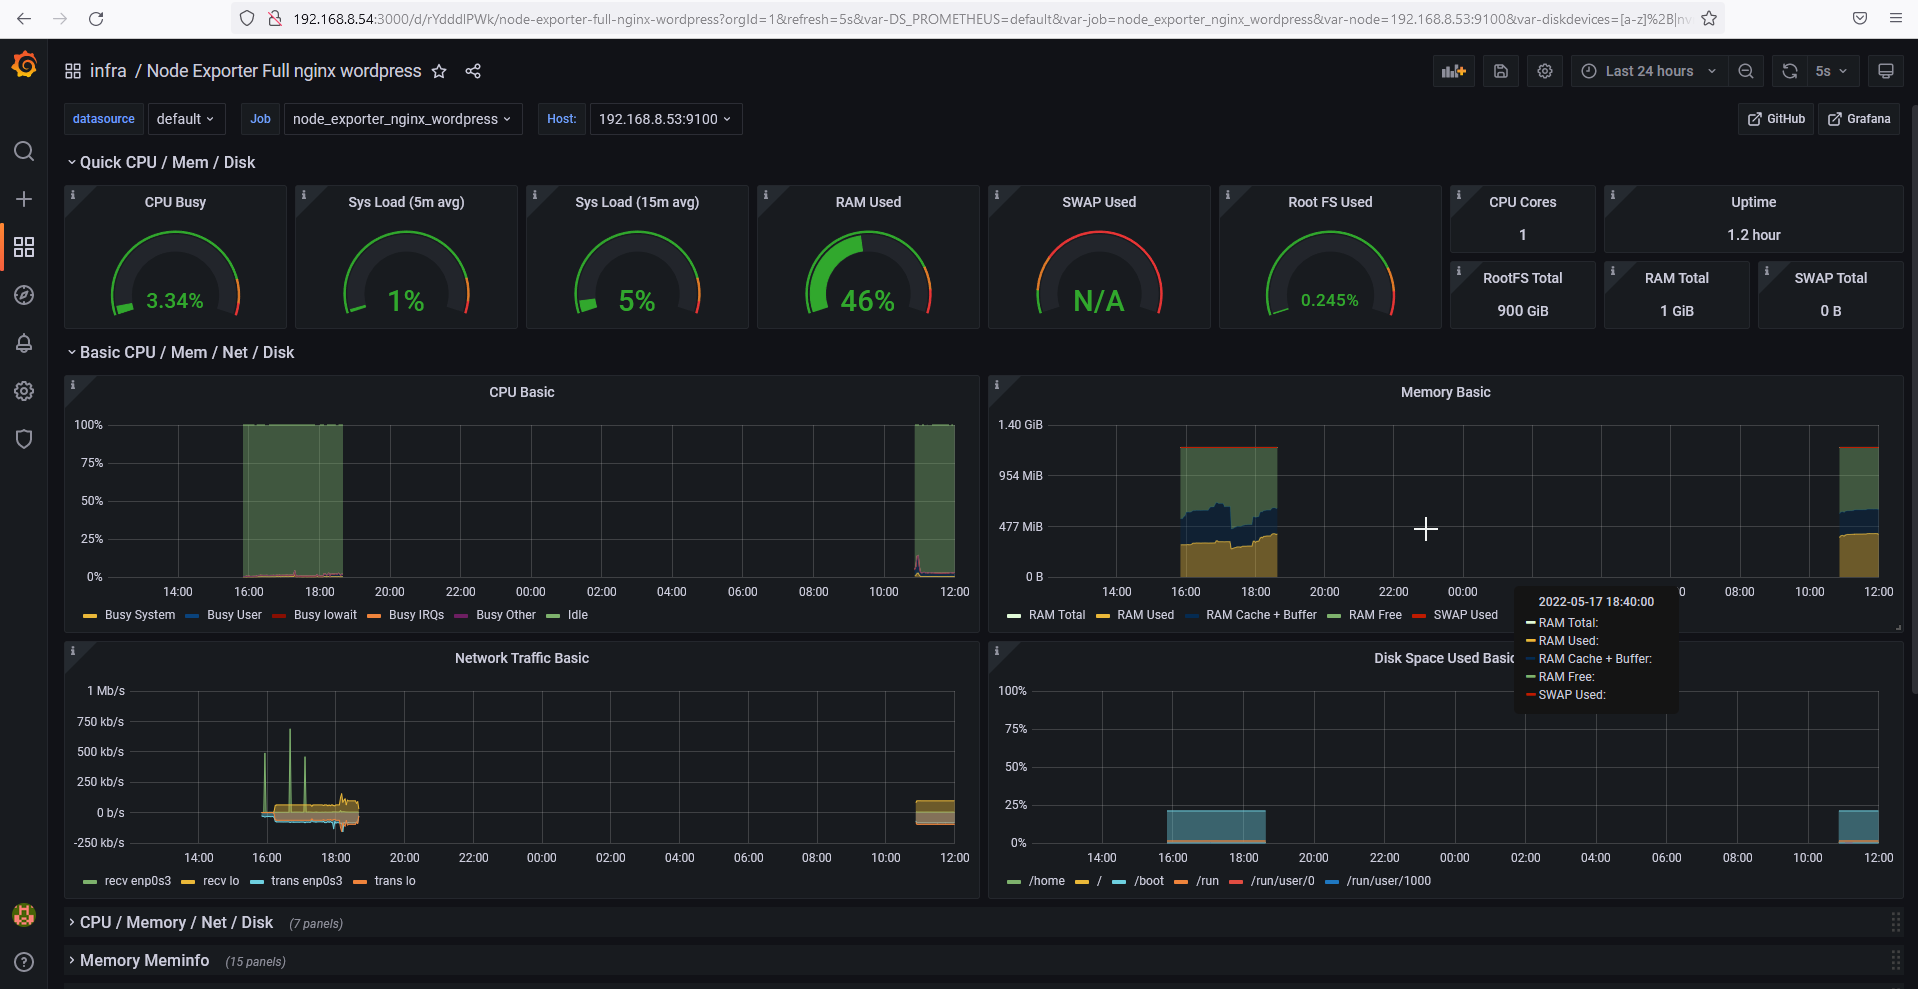 192.168.8.54:3000/d/rYdddlPWk/node-exporter-full-nginx-wordpress?orgId=1&refresh=5s&var-DS_PROMETHEUS=default&var-job=node_exporter_nginx_wordpress&var-node=192.168.8.53:9100&var-diskdevices=[a-z]%2B|nv
infra / Node Exporter Full nginx wordpress
Last 24 hours
5s
datasource default Job node_exporter_nginx_wordpress Host: 192.168.8.53:9100
GitHub Grafana
Quick CPU / Mem / Disk
CPU Busy
3.34%
Sys Load (5m avg)
1%
Sys Load (15m avg)
5%
RAM Used
46%
SWAP Used
N/A
Root FS Used
0.245%
CPU Cores
1
Uptime
1.2 hour
RootFS Total
900 GiB
RAM Total
1 GiB
SWAP Total
0 B
Basic CPU / Mem / Net / Disk
CPU Basic
100%
75%
50%
25%
0%
14:00 16:00 18:00 20:00 22:00 00:00 02:00 04:00 06:00 08:00 10:00 12:00
Busy System Busy User Busy Iowait Busy IRQs Busy Other Idle
Memory Basic
1.40 GiB
954 MiB
477 MiB
0 B
14:00 16:00 18:00 20:00 22:00 00:00 0 08:00 10:00 12:00
RAM Total RAM Used RAM Cache + Buffer RAM Free SWAP Used
2022-05-17 18:40:00
RAM Total:
RAM Used:
RAM Cache + Buffer:
RAM Free:
SWAP Used:
Network Traffic Basic
1 Mb/s
750 kb/s
500 kb/s
250 kb/s
0 b/s
-250 kb/s
14:00 16:00 18:00 20:00 22:00 00:00 02:00 04:00 06:00 08:00 10:00 12:00
recv enp0s3 recv lo trans enp0s3 trans lo
Disk Space Used Basic
100%
75%
50%
25%
0%
14:00 16:00 18:00 20:00 22:00 00:00 02:00 04:00 06:00 08:00 10:00 12:00
/home / /boot /run /run/user/0 /run/user/1000
CPU / Memory / Net / Disk (7 panels)
Memory Meminfo (15 panels)